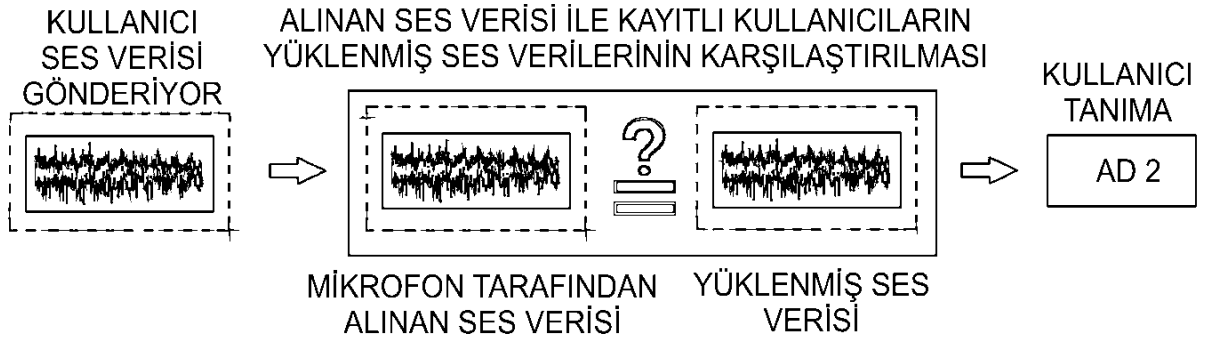 KULLANICI
SES VERİSİ
GÖNDERİYOR
ALINAN SES VERİSİ İLE KAYITLI KULLANICILARIN
YÜKLENMİŞ SES VERİLERİNİN KARŞILAŞTIRILMASI
?
MİKROFON TARAFINDAN
ALINAN SES VERİSİ
YÜKLENMİŞ SES
VERİSİ
KULLANICI
TANIMA
AD 2